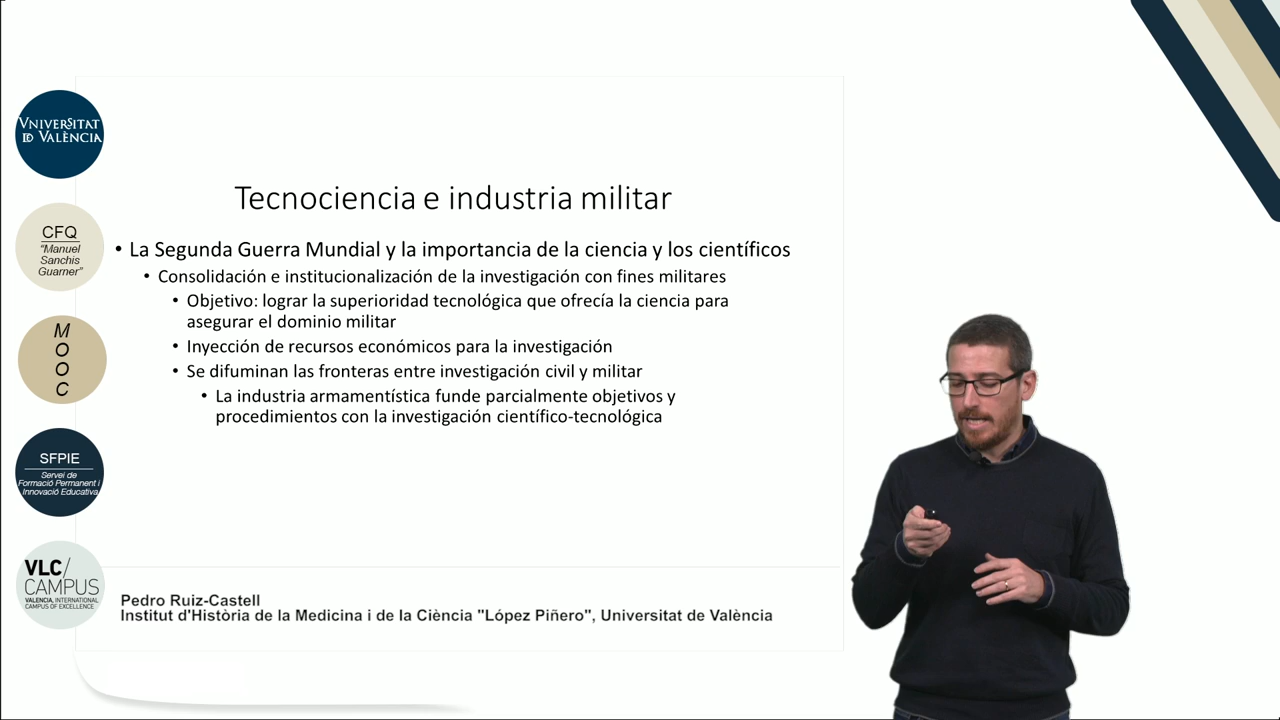 VNIVERSITAT
ID VALÈNCIA
CFQ
"Manuel
Sanchis
Guarner"
M
O
O
C
SFPIE
Servei de
Formació Permanent i
Innovació Educativa
VLC/
CAMPUS
VALENCIA, INTERNATIONAL
CAMPUS OF EXCELLENCE
Tecnociencia e industria militar
• La Segunda Guerra Mundial y la importancia de la ciencia y los científicos
• Consolidación e institucionalización de la investigación con fines militares
• Objetivo: lograr la superioridad tecnológica que ofrecía la ciencia para
asegurar el dominio militar
• Inyección de recursos económicos para la investigación
• Se difuminan las fronteras entre investigación civil y militar
• La industria armamentística funde parcialmente objetivos y
procedimientos con la investigación científico-tecnológica
Pedro Ruiz-Castell
Institut d'Història de la Medicina i de la Ciència "López Piñero", Universitat de València